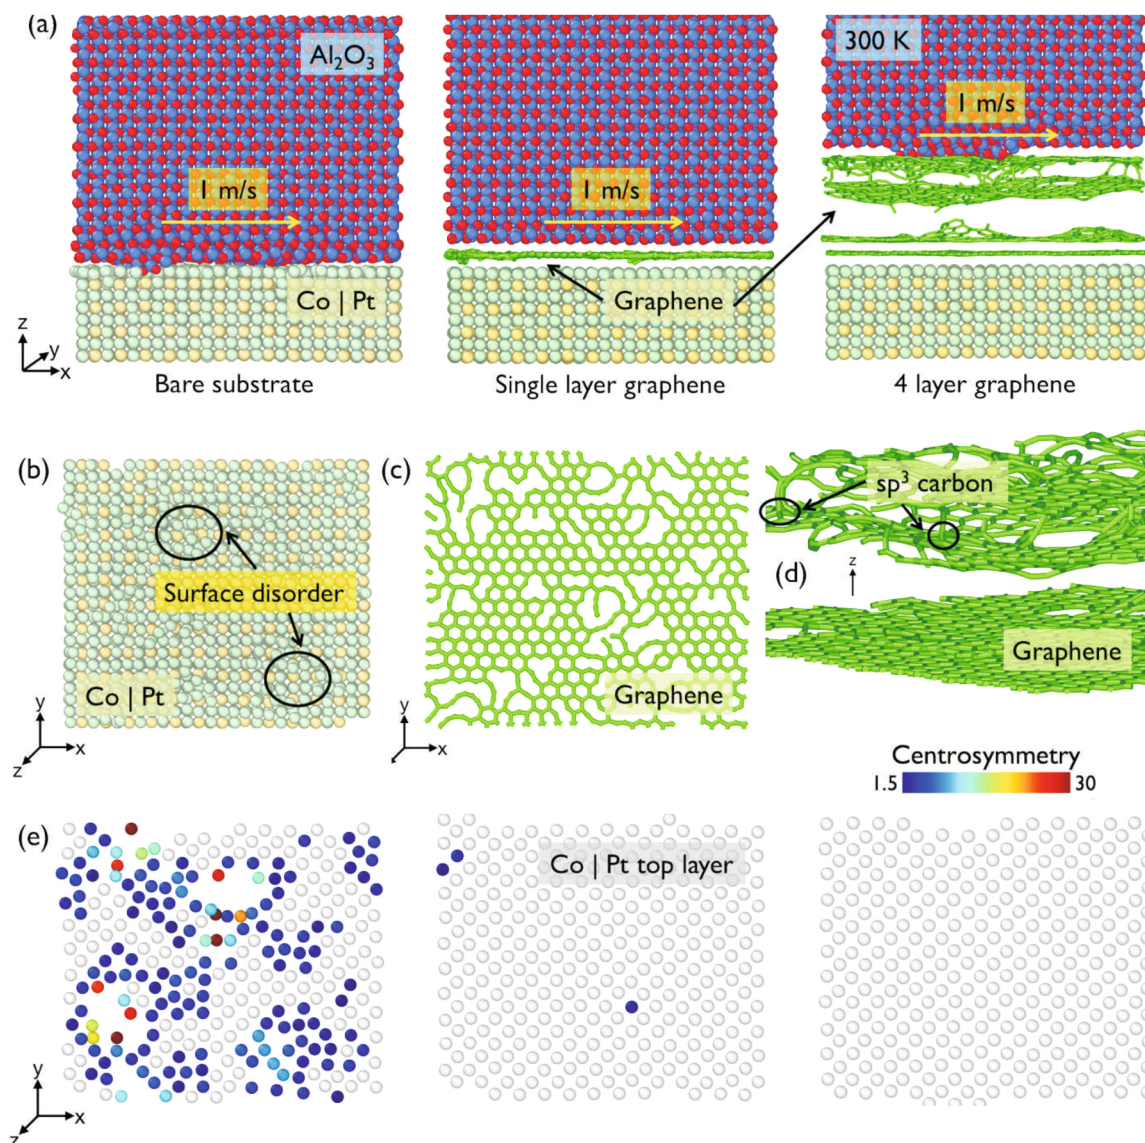 (a)
Al₂O₃
300 K
1 m/s
1 m/s
1 m/s
Co | Pt
Graphene
z
y
x
Bare substrate
Single layer graphene
4 layer graphene
(b)
(c)
sp³ carbon
(d)
z
Surface disorder
Co | Pt
Graphene
Graphene
y
x
z
y
x
Centrosymmetry
1.5
30
(e)
Co | Pt top layer
y
x
z